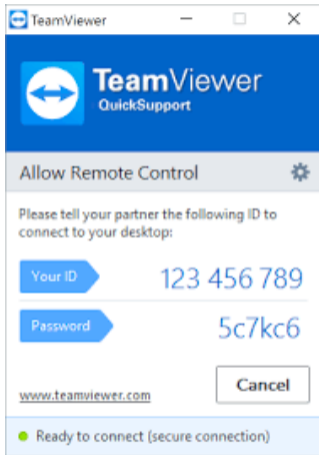 TeamViewer
TeamViewer
QuickSupport
Allow Remote Control
Please tell your partner the following ID to
connect to your desktop:
Your ID 123 456 789
Password 5c7kc6
www.teamviewer.com Cancel
Ready to connect (secure connection)